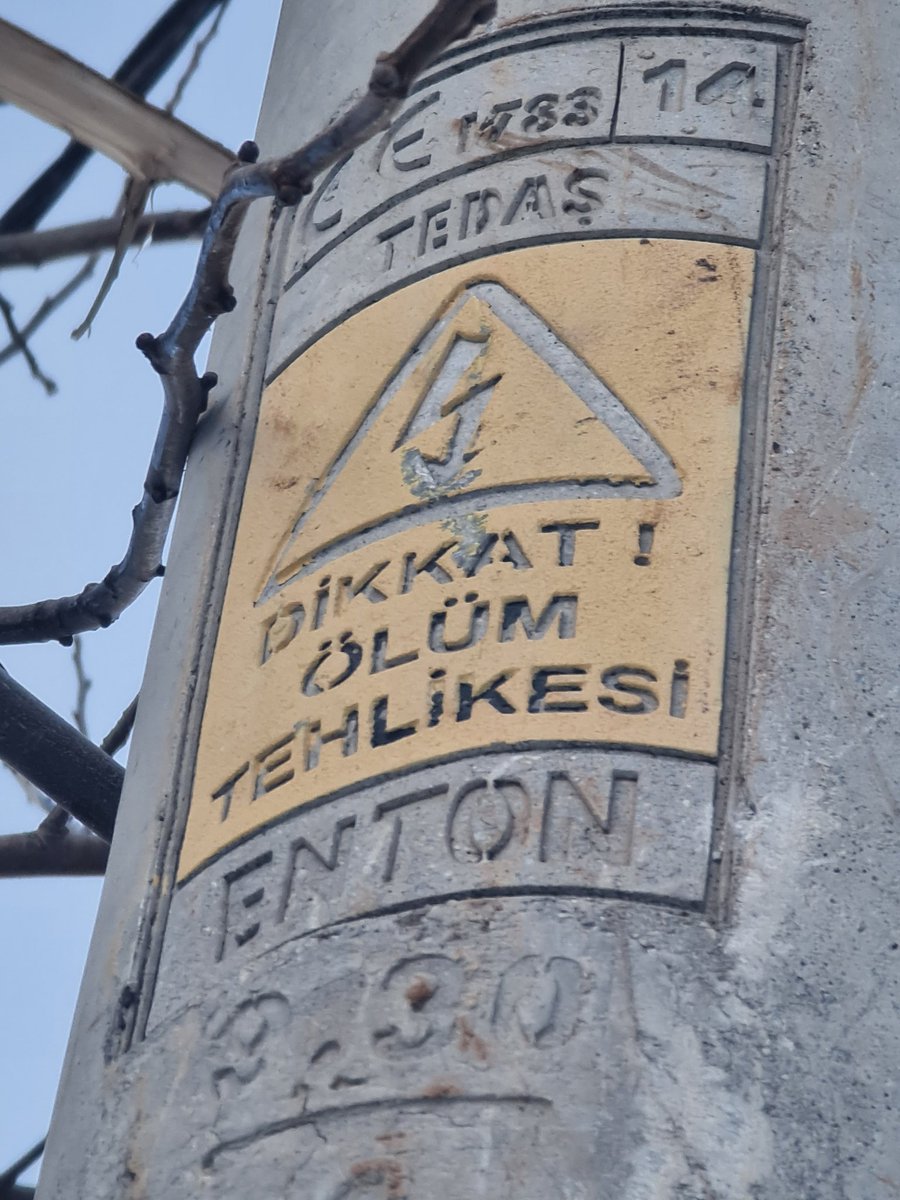 CE 1783 14
TEDAŞ
DİKKAT !
ÖLÜM
TEHLİKESİ
ENTON